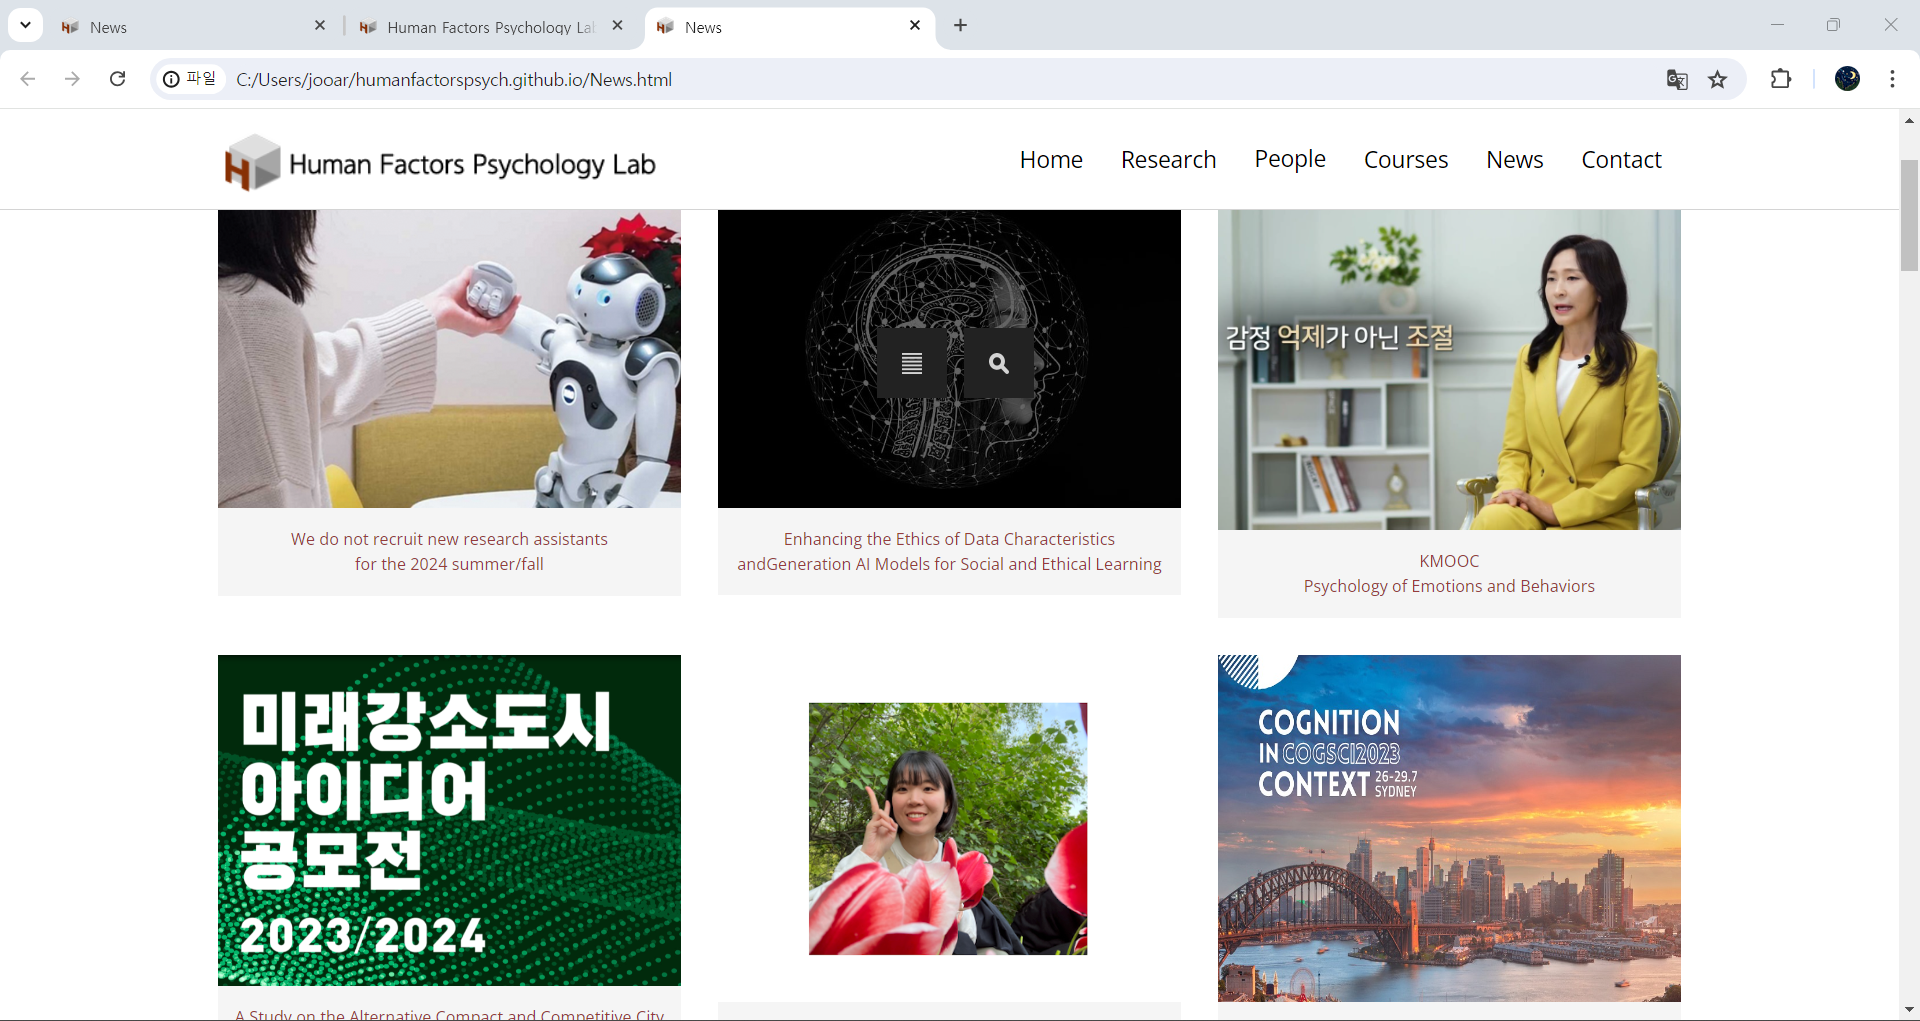 News
Human Factors Psychology La
News
파일
C:/Users/jooar/humanfactorspsych.github.io/News.html
Human Factors Psychology Lab
Home
Research
People
Courses
News
Contact
감정 억제가 아닌 조절
We do not recruit new research assistants
for the 2024 summer/fall
Enhancing the Ethics of Data Characteristics
andGeneration AI Models for Social and Ethical Learning
KMOOC
Psychology of Emotions and Behaviors
미래강소도시
아이디어
공모전
2023/2024
COGNITION
IN COGSCI2023
CONTEXT 26-29.7
SYDNEY
A Study on the Alternative Compact and Competitive City